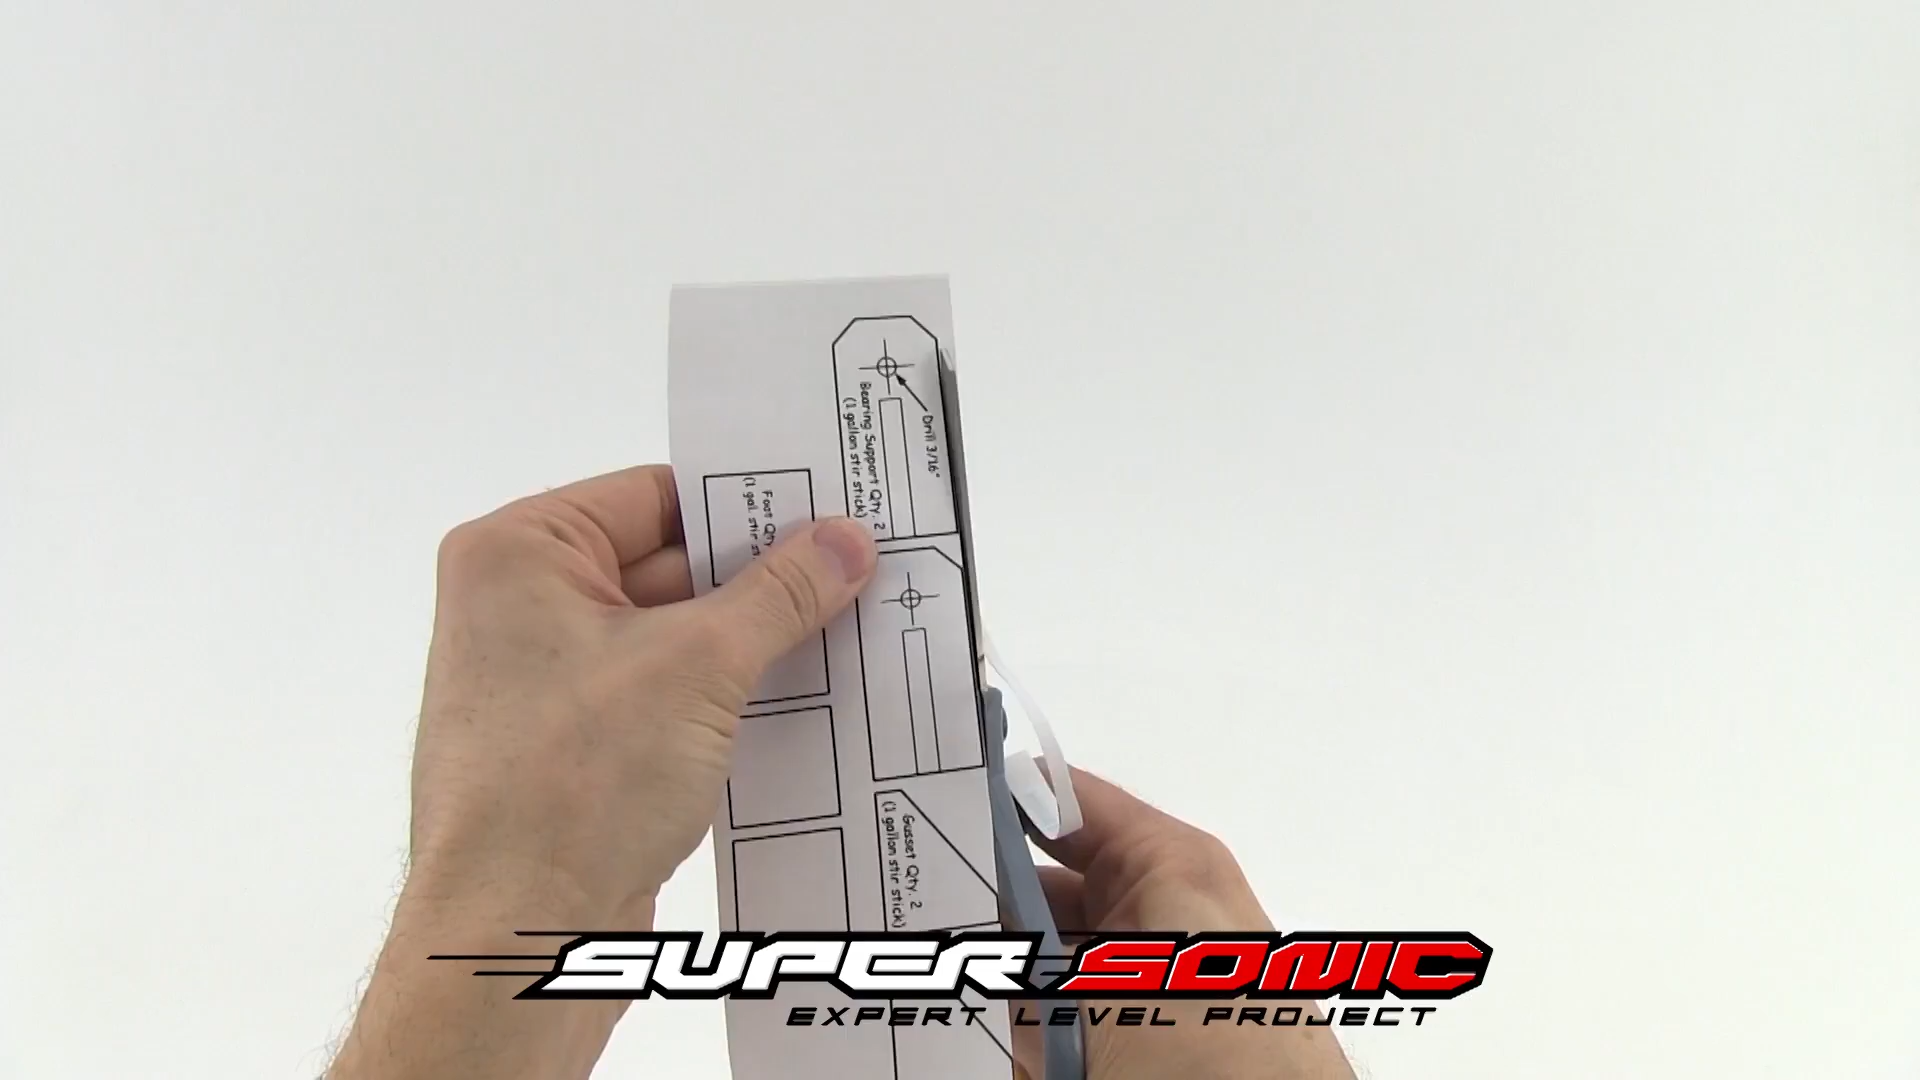 Drill 3/16"
Bearing Support Qty. 2
(1 gallon stir stick)
Foot Qty
(1 gal. stir
Gusset Qty. 2
(1 gallon stir stick)
SUPER SONIC
EXPERT LEVEL PROJECT